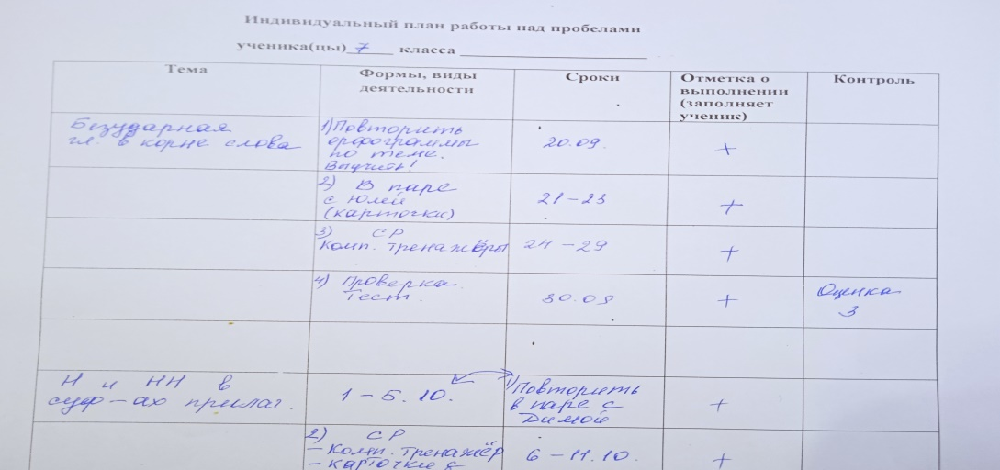 Индивидуальный план работы над пробелами
ученика(цы) 7 класса
Тема
Формы, виды
деятельности
Сроки
Отметка о
выполнении
(заполняет
ученик)
Контроль
Безударная
гл. в корне слова
1) Повторить
орфограммы
по теме.
Выучить!
20.09.
+
2) В паре
с Юлей
(карточки)
21-23
+
3) СР
Комп. тренажёры
24-29
+
4) Проверка.
Тест.
30.09
+
Оценка
3
Н и НН в
суф-ах прилаг.
1-5.10.
1) Повторить
в паре с
Димой
+
2) СР
- Комп. тренажёр
- карточки с
6-11.10.
+